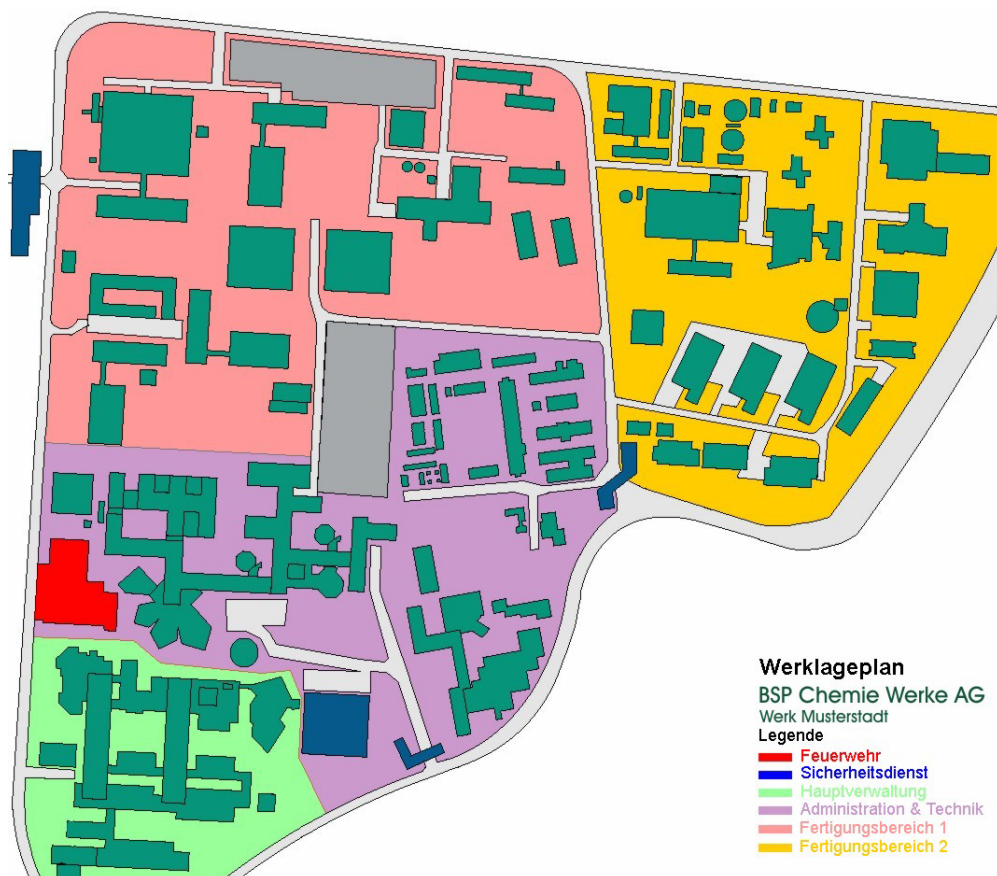 Werklageplan
BSP Chemie Werke AG
Werk Musterstadt
Legende
Feuerwehr
Sicherheitsdienst
Hauptverwaltung
Administration & Technik
Fertigungsbereich 1
Fertigungsbereich 2